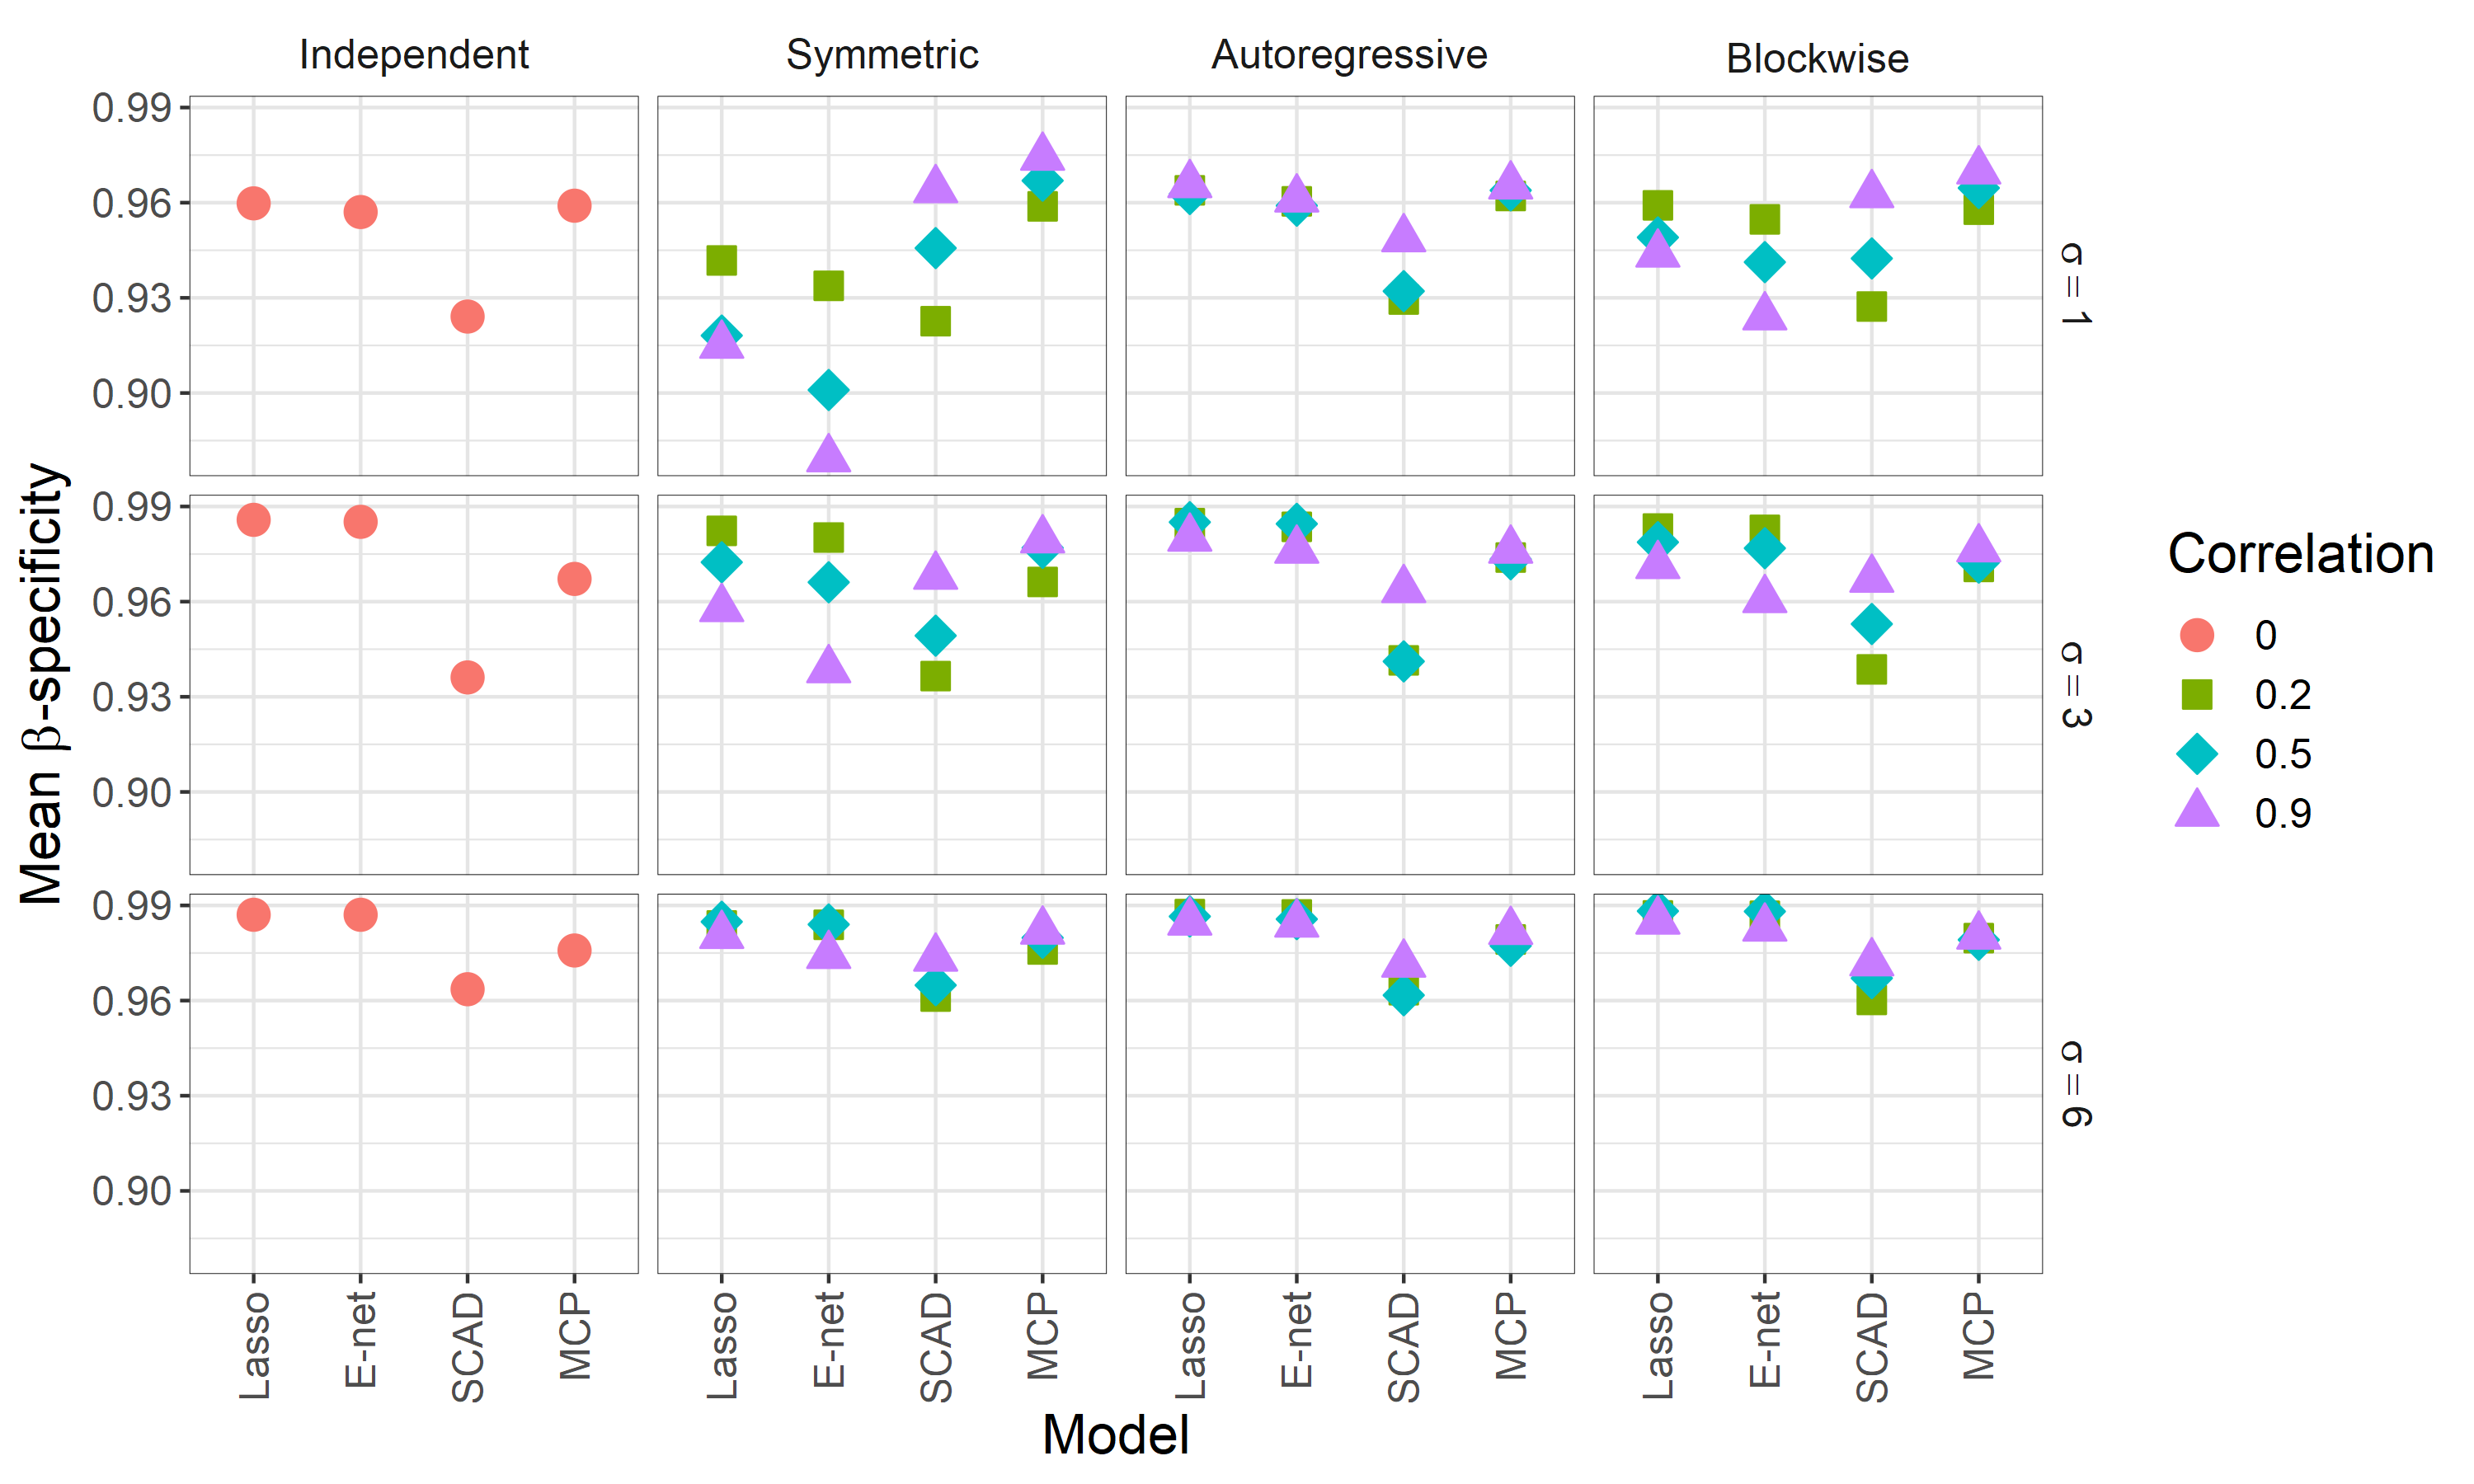 Independent
Symmetric
Autoregressive
Blockwise
0.99
0.96
0.93
0.90
σ = 1
0.99
0.96
0.93
0.90
σ = 3
0.99
0.96
0.93
0.90
σ = 6
Mean β-specificity
Lasso
E-net
SCAD
MCP
Lasso
E-net
SCAD
MCP
Lasso
E-net
SCAD
MCP
Lasso
E-net
SCAD
MCP
Model
Correlation
0
0.2
0.5
0.9